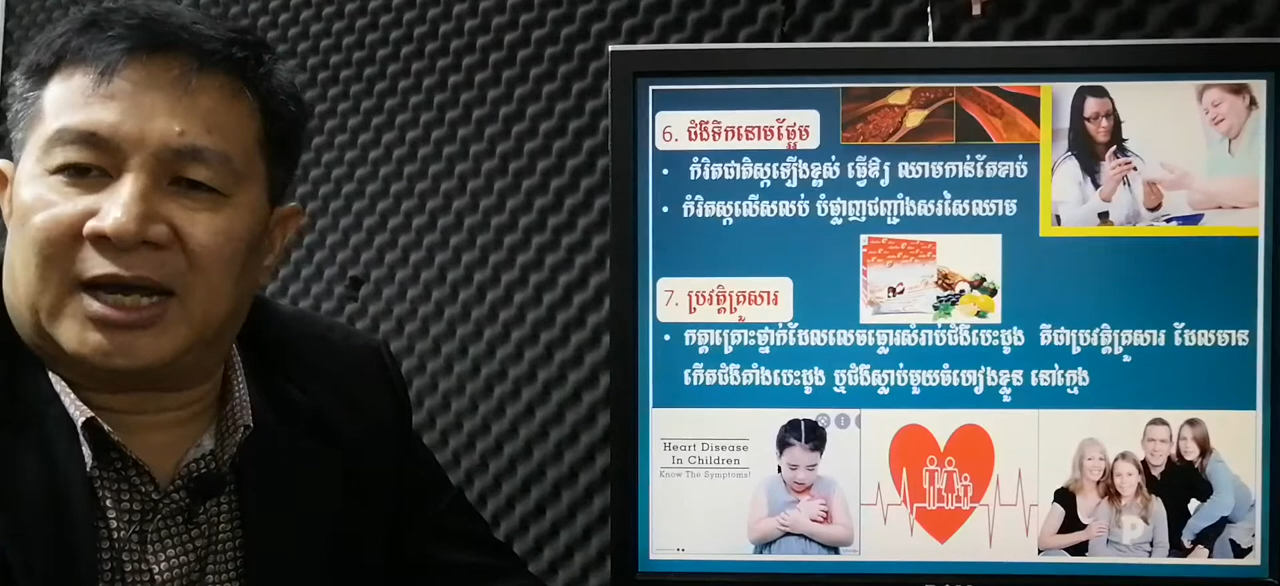 6. ជំងឺទឹកនោមផ្អែម
• កំរិតជាតិស្ករឡើងខ្ពស់ ធ្វើឱ្យ ឈាមកាន់តែខាប់
• កំរិតស្ករលើសលប់ បំផ្លាញជញ្ជាំងសរសៃឈាម
7. ប្រវត្តិគ្រួសារ
• កត្តាគ្រោះថ្នាក់ដែលលេចធ្លោរសំរាប់ជំងឺបេះដូង គឺជាប្រវត្តិគ្រួសារ ដែលមាន
កើតជំងឺគាំងបេះដូង ឬជំងឺស្លាប់មួយចំហៀងខ្លួន នៅក្មេង
Heart Disease
In Children
Know The Symptoms!
P